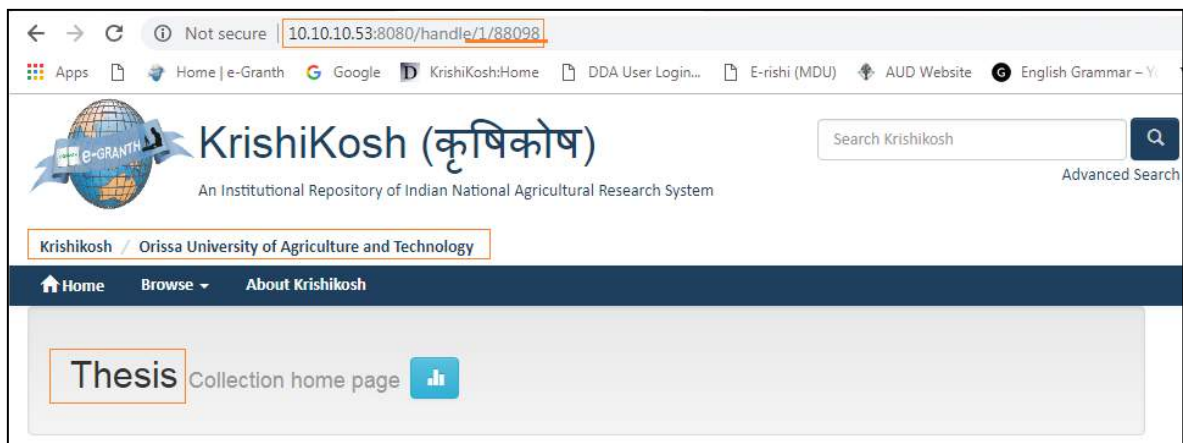 Not secure | 10.10.10.53:8080/handle/1/88098
Apps Home | e-Granth G Google D KrishiKosh:Home DDA User Login... E-rishi (MDU) AUD Website G English Grammar – Y
e-GRANTH
KrishiKosh (कृषिकोष)
Search Krishikosh
An Institutional Repository of Indian National Agricultural Research System
Advanced Search
Krishikosh / Orissa University of Agriculture and Technology
Home Browse About Krishikosh
Thesis Collection home page